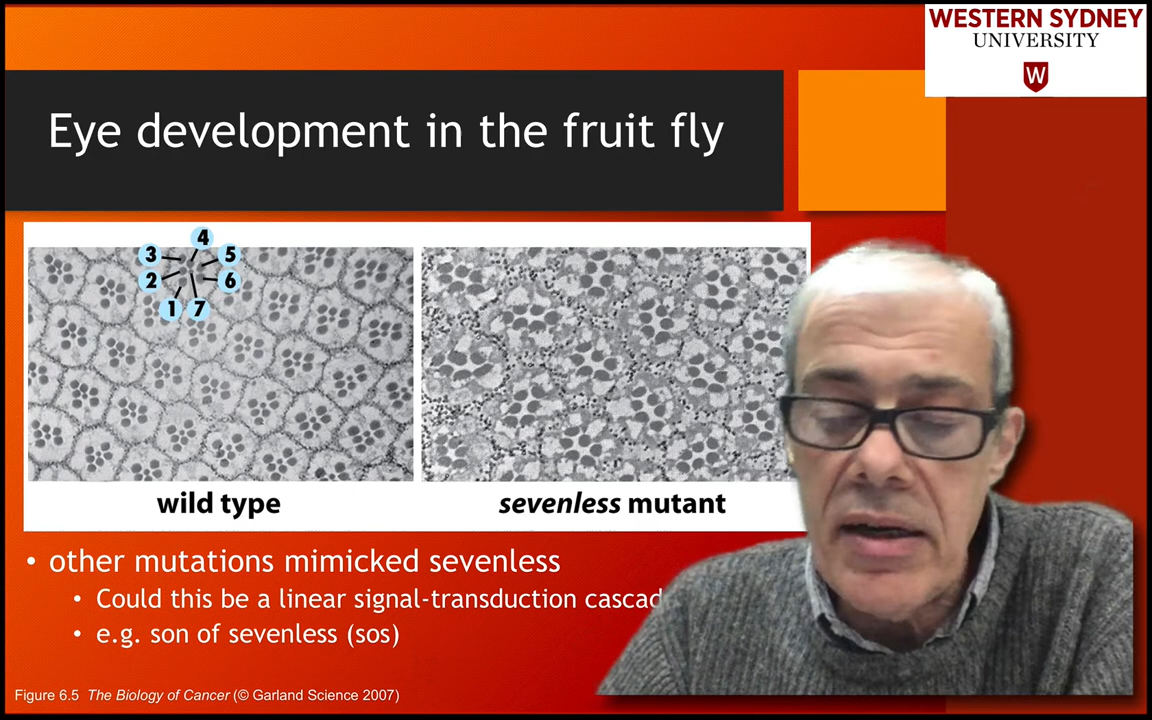 WESTERN SYDNEY
UNIVERSITY
W
Eye development in the fruit fly
4
3
5
2
6
1
7
wild type
sevenless mutant
• other mutations mimicked sevenless
• Could this be a linear signal-transduction cascad
• e.g. son of sevenless (sos)
Figure 6.5 The Biology of Cancer (© Garland Science 2007)